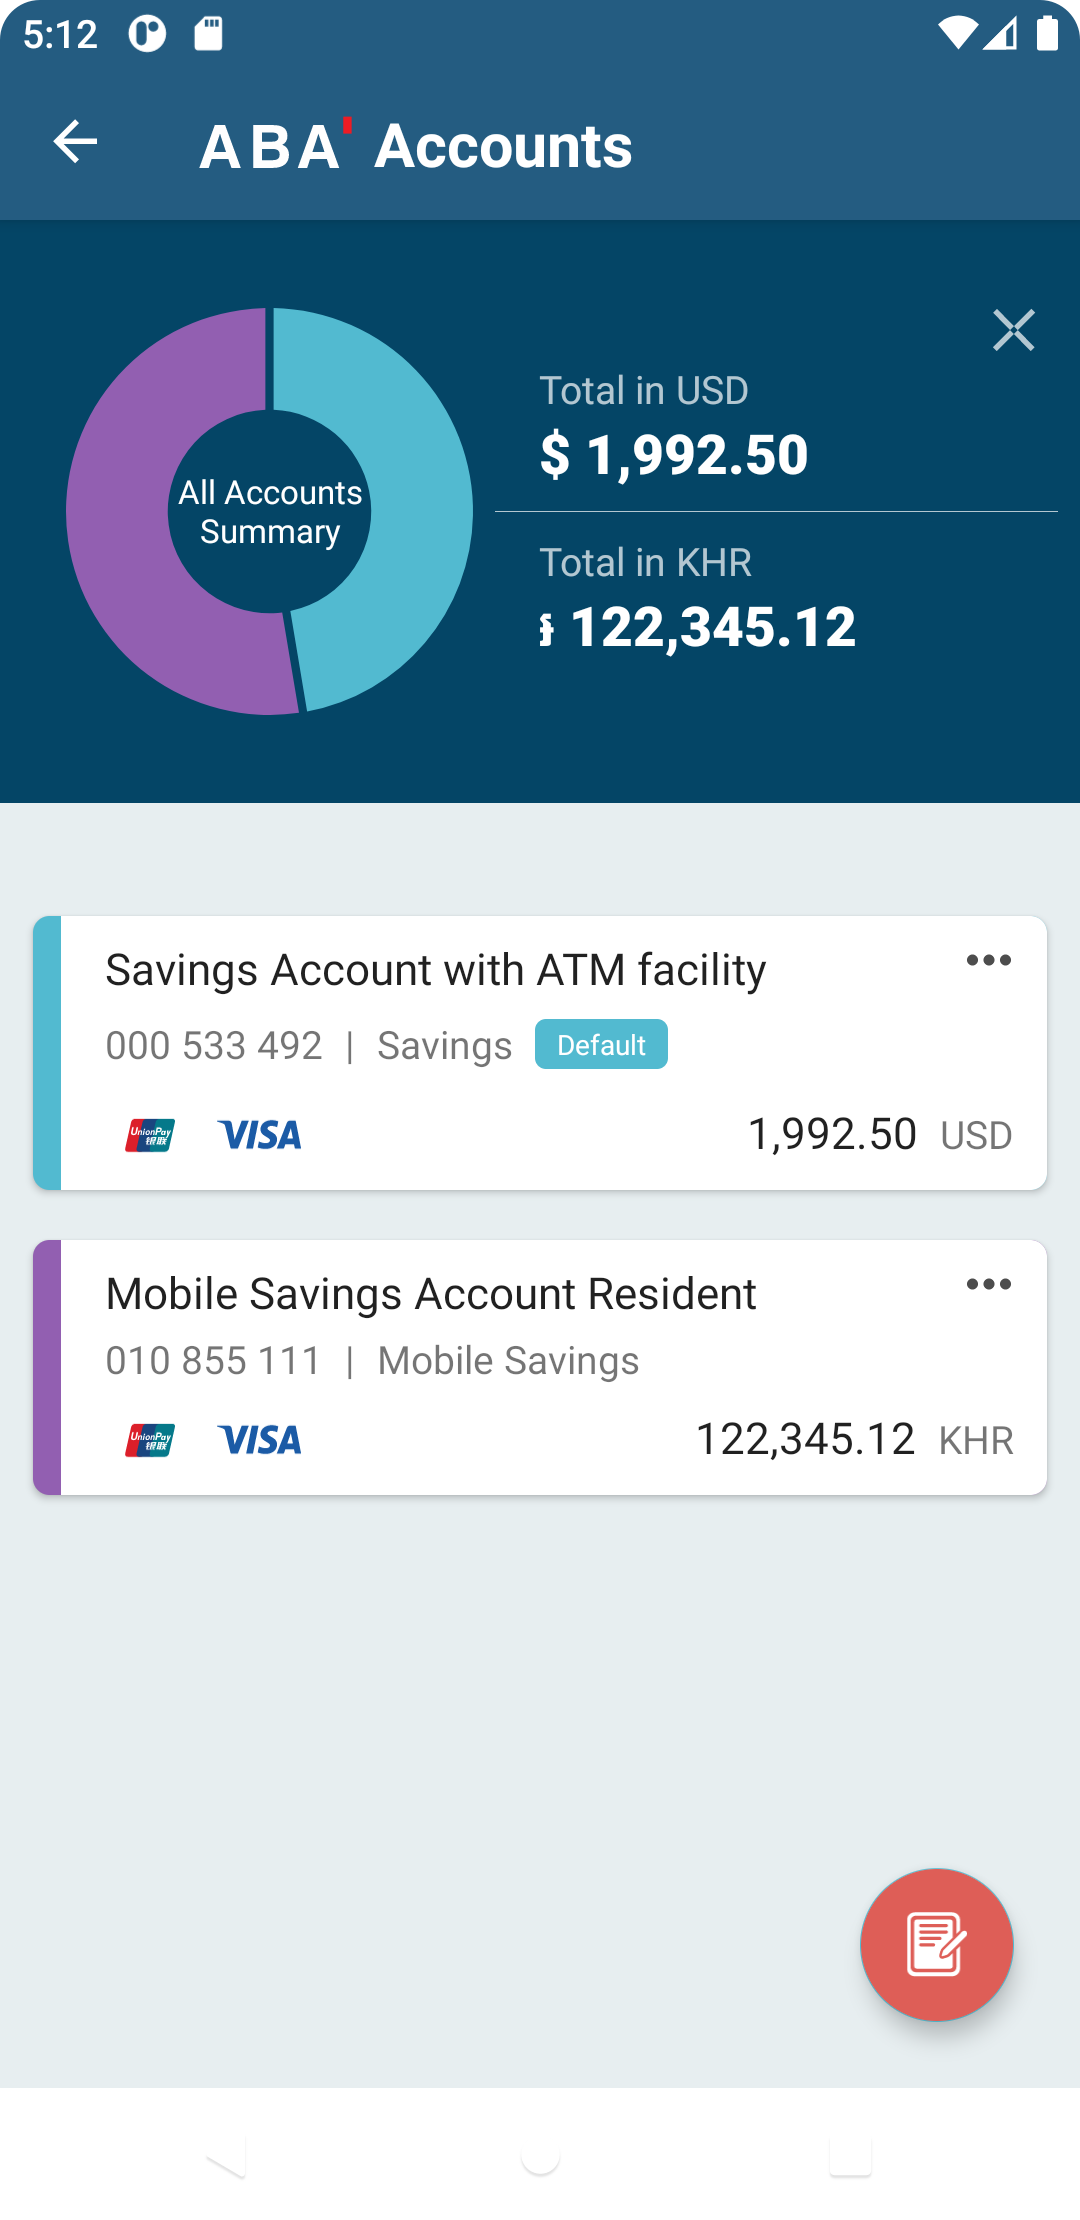 5:12
ABA' Accounts
Total in USD
$ 1,992.50
All Accounts
Summary
Total in KHR
៛ 122,345.12
Savings Account with ATM facility
000 533 492 | Savings Default
UnionPay 银联 VISA 1,992.50 USD
Mobile Savings Account Resident
010 855 111 | Mobile Savings
UnionPay 银联 VISA 122,345.12 KHR